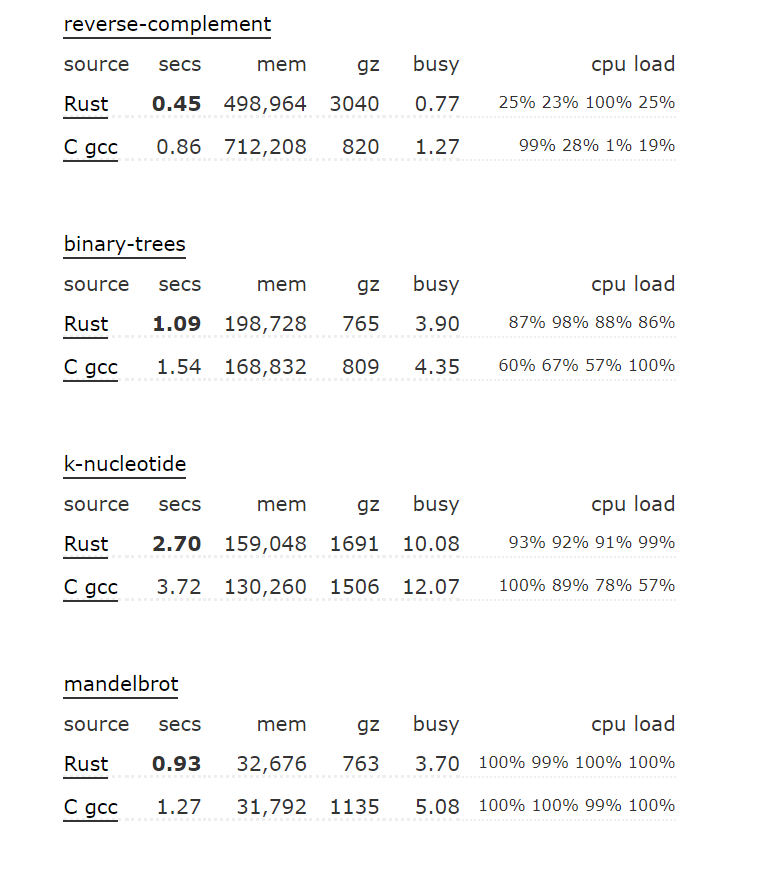 reverse-complement
source secs mem gz busy cpu load
Rust 0.45 498,964 3040 0.77 25% 23% 100% 25%
C gcc 0.86 712,208 820 1.27 99% 28% 1% 19%
binary-trees
source secs mem gz busy cpu load
Rust 1.09 198,728 765 3.90 87% 98% 88% 86%
C gcc 1.54 168,832 809 4.35 60% 67% 57% 100%
k-nucleotide
source secs mem gz busy cpu load
Rust 2.70 159,048 1691 10.08 93% 92% 91% 99%
C gcc 3.72 130,260 1506 12.07 100% 89% 78% 57%
mandelbrot
source secs mem gz busy cpu load
Rust 0.93 32,676 763 3.70 100% 99% 100% 100%
C gcc 1.27 31,792 1135 5.08 100% 100% 99% 100%